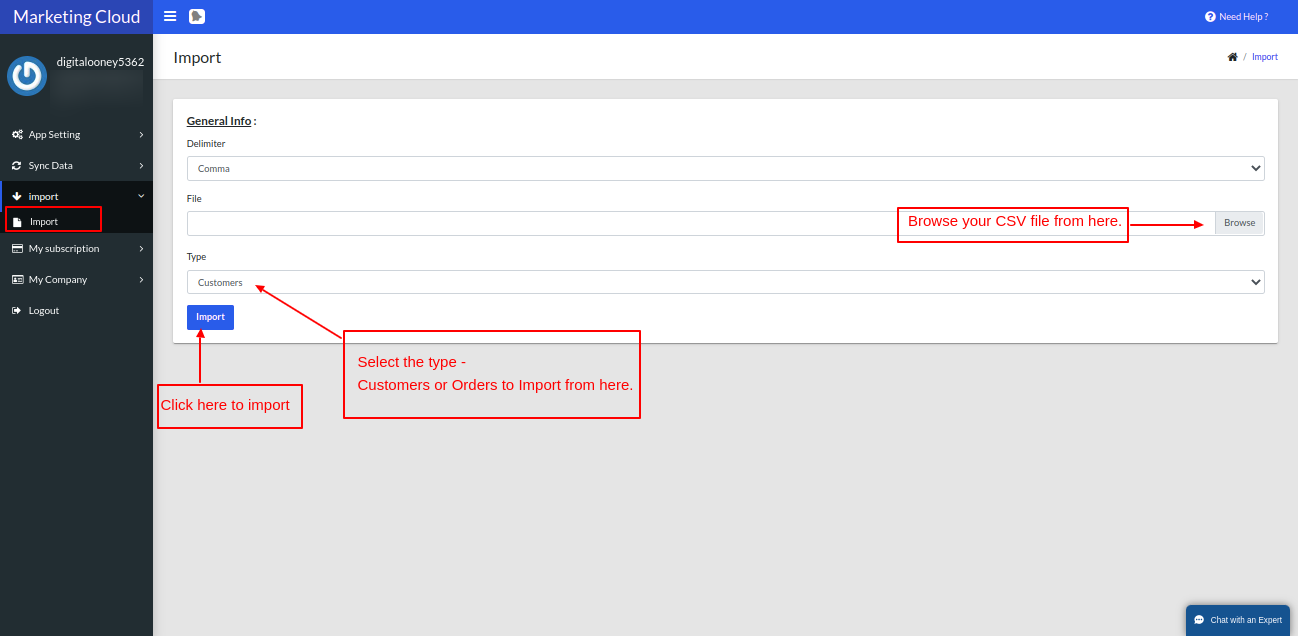 Marketing Cloud
Need Help ?
digitalooney5362
Import
/ Import
App Setting
Sync Data
import
Import
My subscription
My Company
Logout
General Info :
Delimiter
Comma
File
Browse your CSV file from here.
Browse
Type
Customers
Import
Select the type -
Customers or Orders to Import from here.
Click here to import
Chat with an Expert